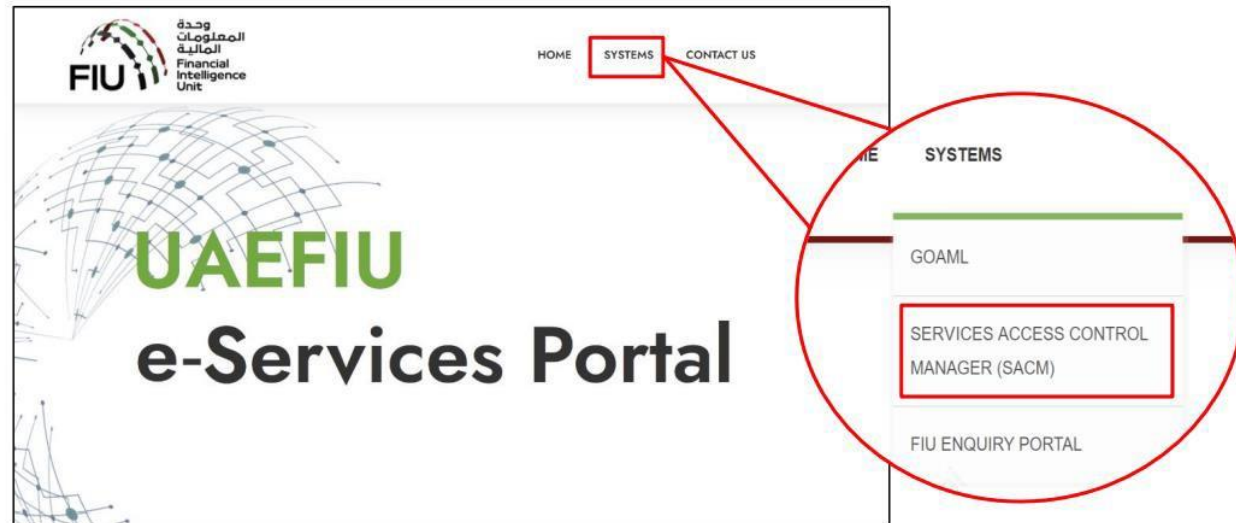 وحدة
المعلومات
المالية
Financial
Intelligence
Unit
FIU
HOME SYSTEMS CONTACT US
UAEFIU
e-Services Portal
ME SYSTEMS
GOAML
SERVICES ACCESS CONTROL
MANAGER (SACM)
FIU ENQUIRY PORTAL